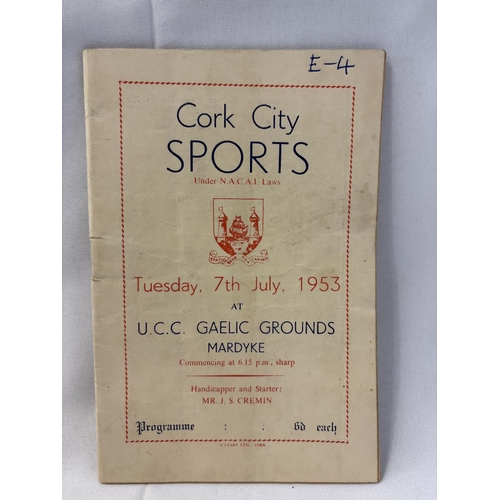 E-4
Cork City
SPORTS
Under N.A.C.A.I. Laws
Tuesday, 7th July, 1953
AT
U.C.C. GAELIC GROUNDS
MARDYKE
Commencing at 6.15 p.m., sharp
Handicapper and Starter:
MR. J. S. CREMIN
Programme : . 6d each